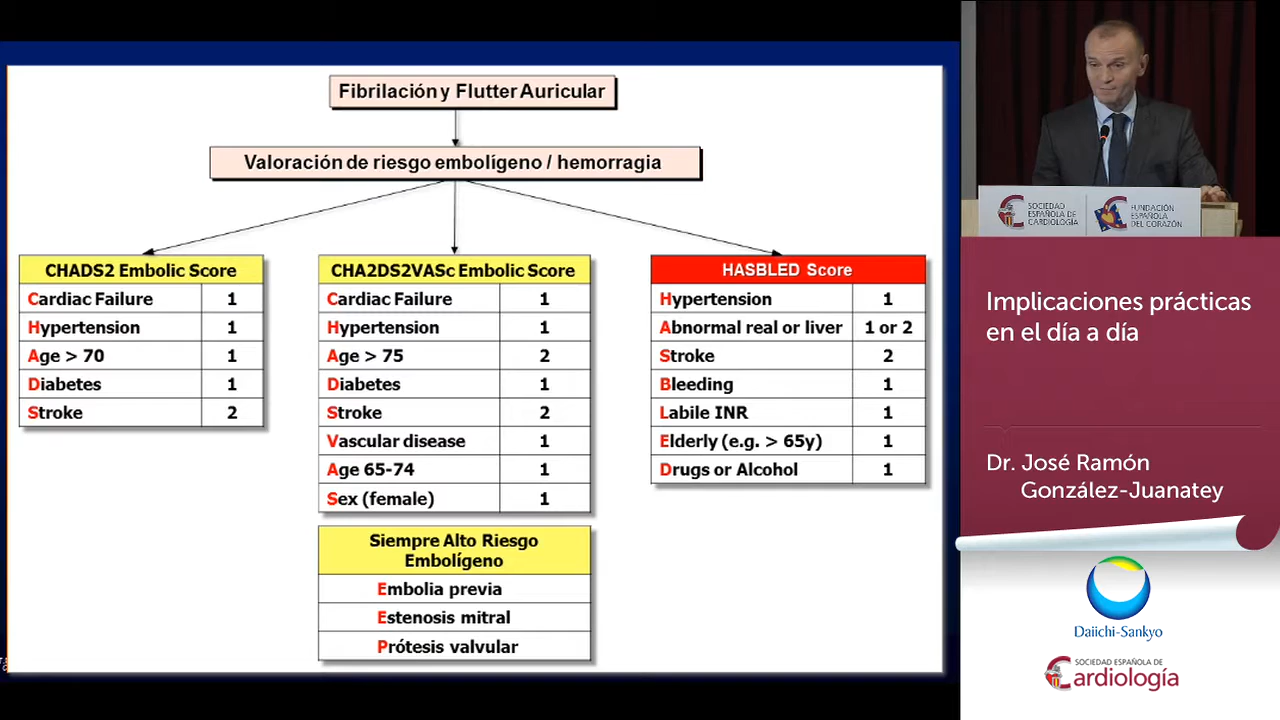 Fibrilación y Flutter Auricular
Valoración de riesgo embolígeno / hemorragia
CHADS2 Embolic Score
Cardiac Failure 1
Hypertension 1
Age > 70 1
Diabetes 1
Stroke 2
CHA2DS2VASc Embolic Score
Cardiac Failure 1
Hypertension 1
Age > 75 2
Diabetes 1
Stroke 2
Vascular disease 1
Age 65-74 1
Sex (female) 1
Siempre Alto Riesgo
Embolígeno
Embolia previa
Estenosis mitral
Prótesis valvular
HASBLED Score
Hypertension 1
Abnormal real or liver 1 or 2
Stroke 2
Bleeding 1
Labile INR 1
Elderly (e.g. > 65y) 1
Drugs or Alcohol 1
SOCIEDAD
ESPAÑOLA DE
CARDIOLOGÍA
FUNDACIÓN
ESPAÑOLA
DEL CORAZÓN
Implicaciones prácticas
en el día a día
Dr. José Ramón
González-Juanatey
Daiichi-Sankyo
SOCIEDAD ESPAÑOLA DE
Cardiología